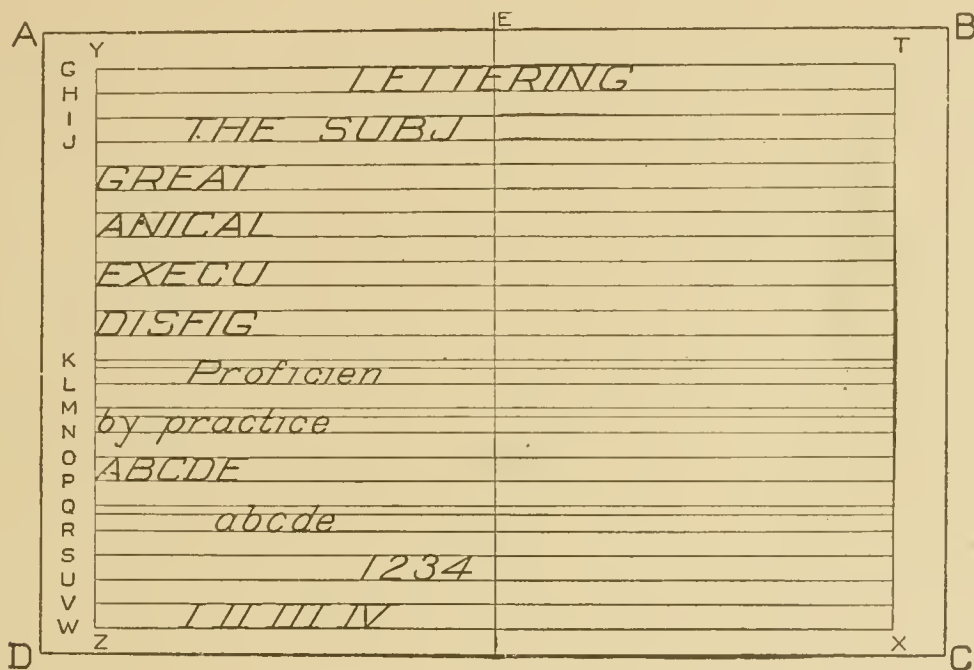 A E B
Y T
G LETTERING
H
I THE SUBJ
J
GREAT
ANICAL
EXECU
DISFIG
K Proficien
L
M by practice
N
O ABCDE
P
Q abcde
R
S 1234
U
V I II III IV
W
Z X
D C